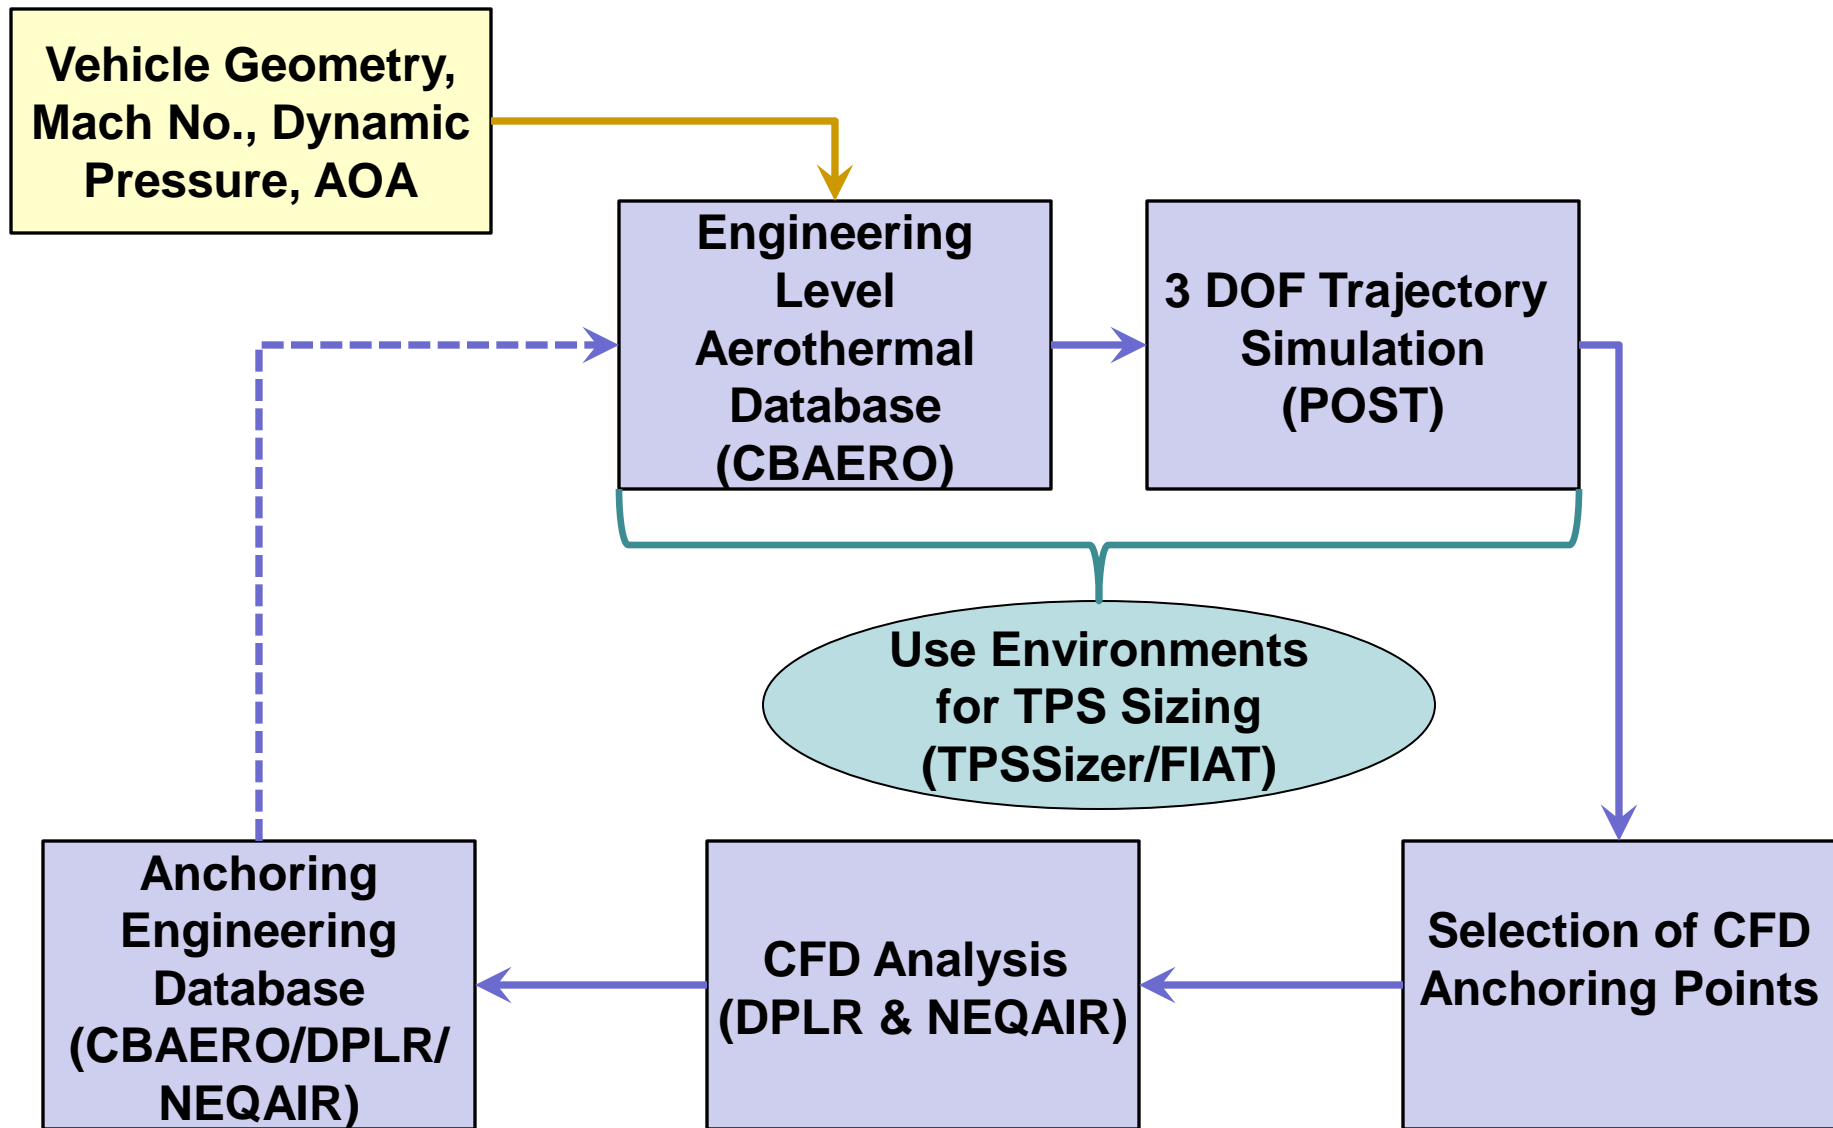 Vehicle Geometry,
Mach No., Dynamic
Pressure, AOA
Engineering
Level
Aerothermal
Database
(CBAERO)
3 DOF Trajectory
Simulation
(POST)
Use Environments
for TPS Sizing
(TPSSizer/FIAT)
Anchoring
Engineering
Database
(CBAERO/DPLR/
NEQAIR)
CFD Analysis
(DPLR & NEQAIR)
Selection of CFD
Anchoring Points